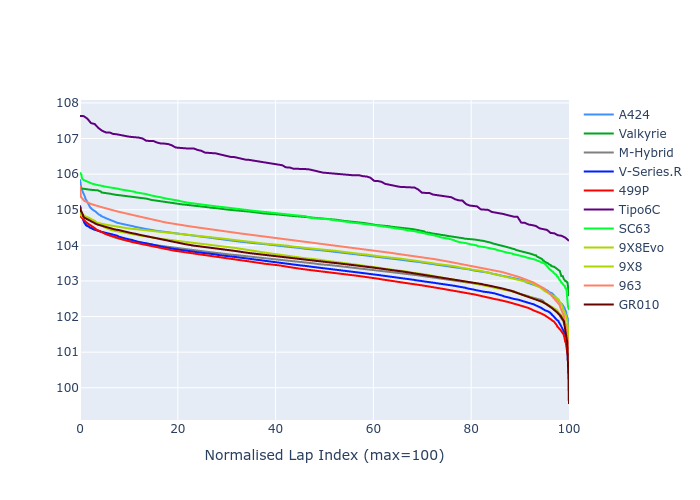 108
107
106
105
104
103
102
101
100
0 20 40 60 80 100
Normalised Lap Index (max=100)
A424
Valkyrie
M-Hybrid
V-Series.R
499P
Tipo6C
SC63
9X8Evo
9X8
963
GR010